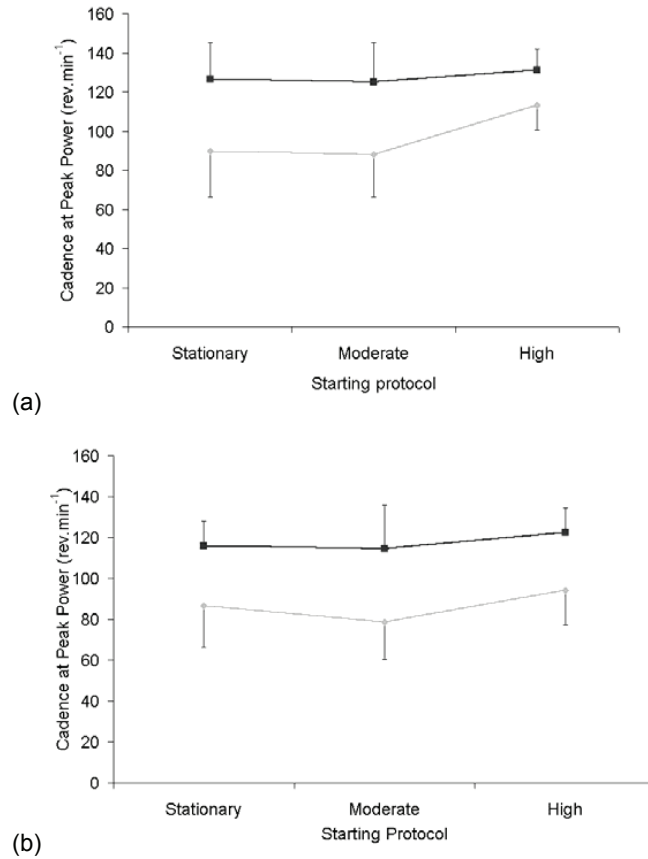 160
140
120
100
80
60
40
20
0
Cadence at Peak Power (rev.min⁻¹)
Stationary Moderate High
Starting protocol
(a)
160
140
120
100
80
60
40
20
0
Cadence at Peak Power (rev.min⁻¹)
Stationary Moderate High
Starting Protocol
(b)